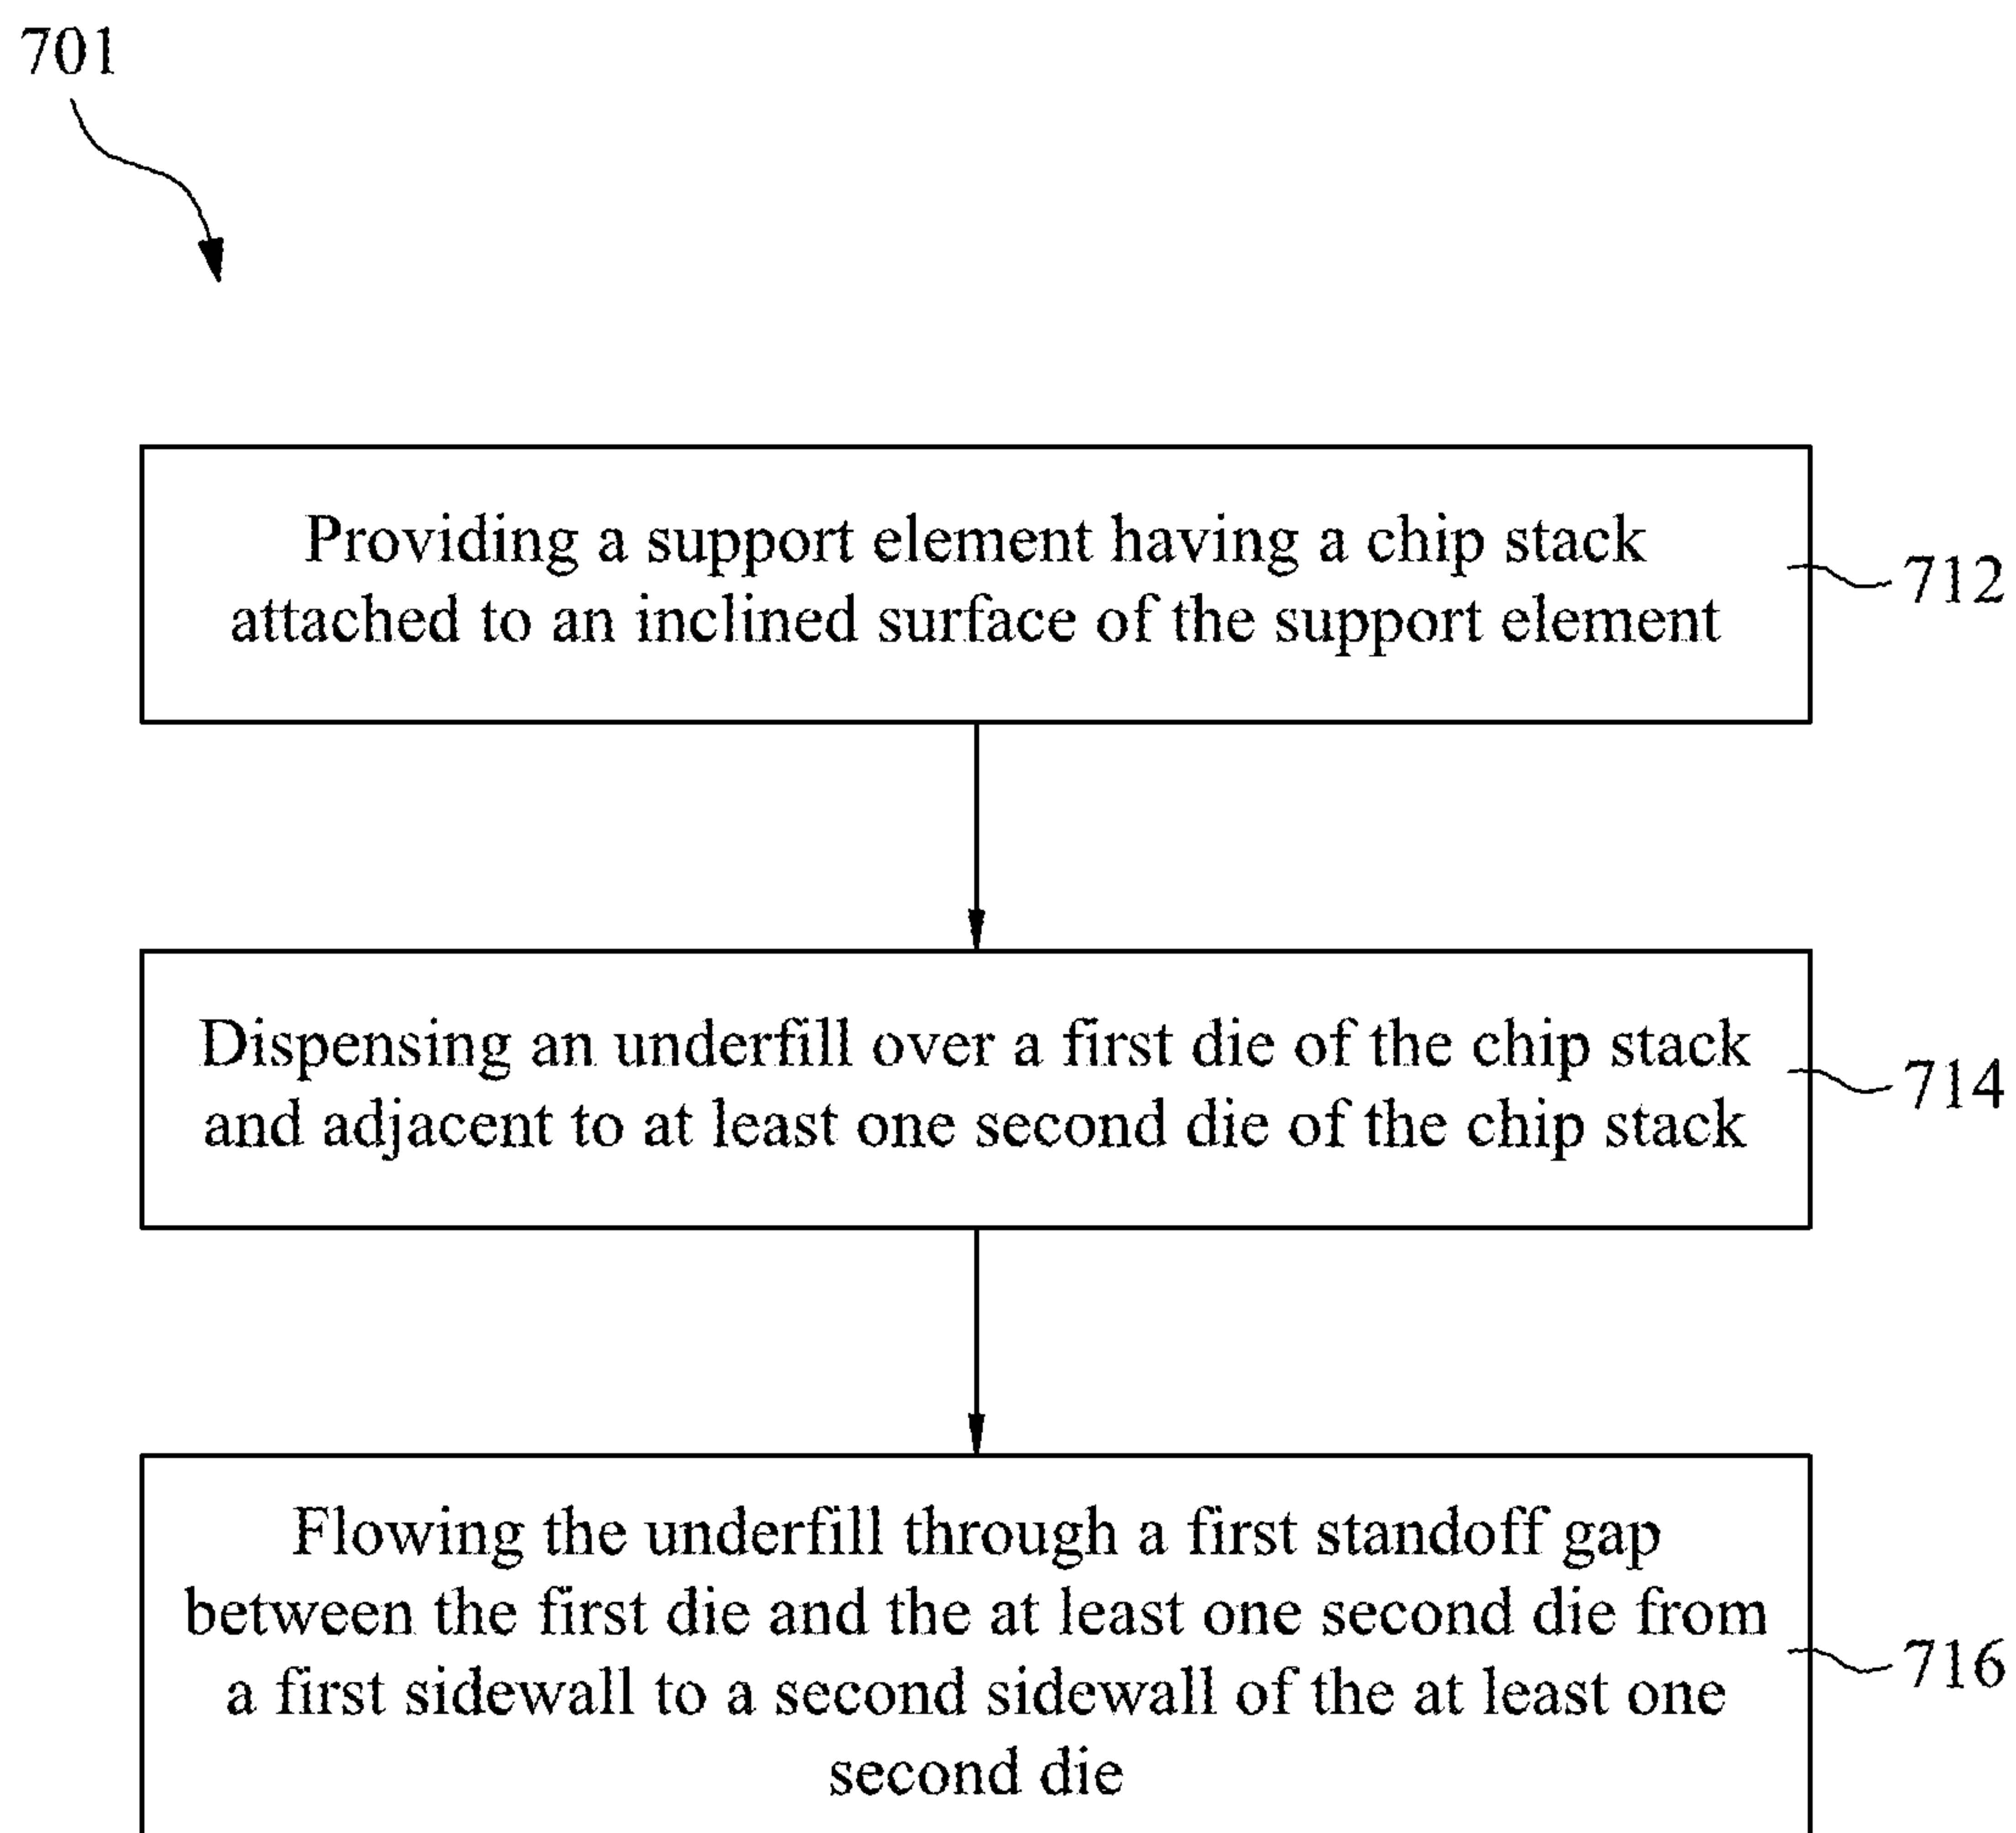 701
Providing a support element having a chip stack
attached to an inclined surface of the support element
712
Dispensing an underfill over a first die of the chip stack
and adjacent to at least one second die of the chip stack
714
Flowing the underfill through a first standoff gap
between the first die and the at least one second die from
a first sidewall to a second sidewall of the at least one
second die
716